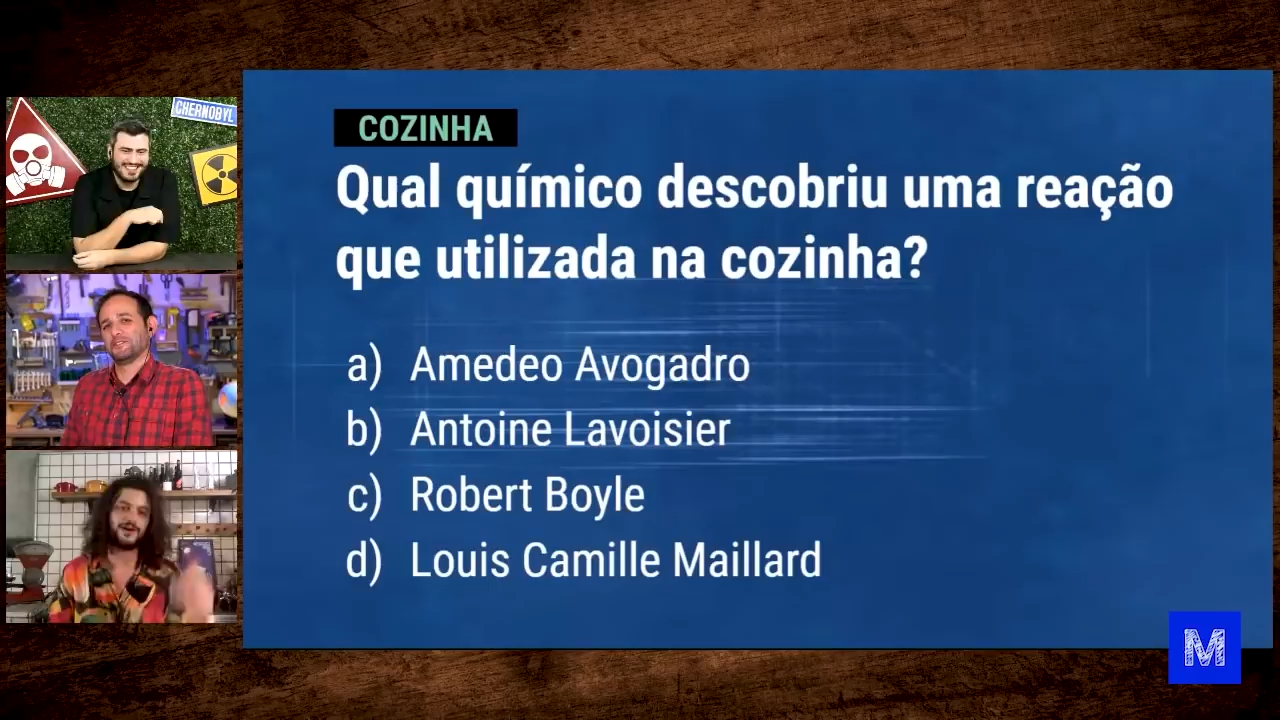 CHERNOBYL
COZINHA
Qual químico descobriu uma reação
que utilizada na cozinha?
a) Amedeo Avogadro
b) Antoine Lavoisier
c) Robert Boyle
d) Louis Camille Maillard
M